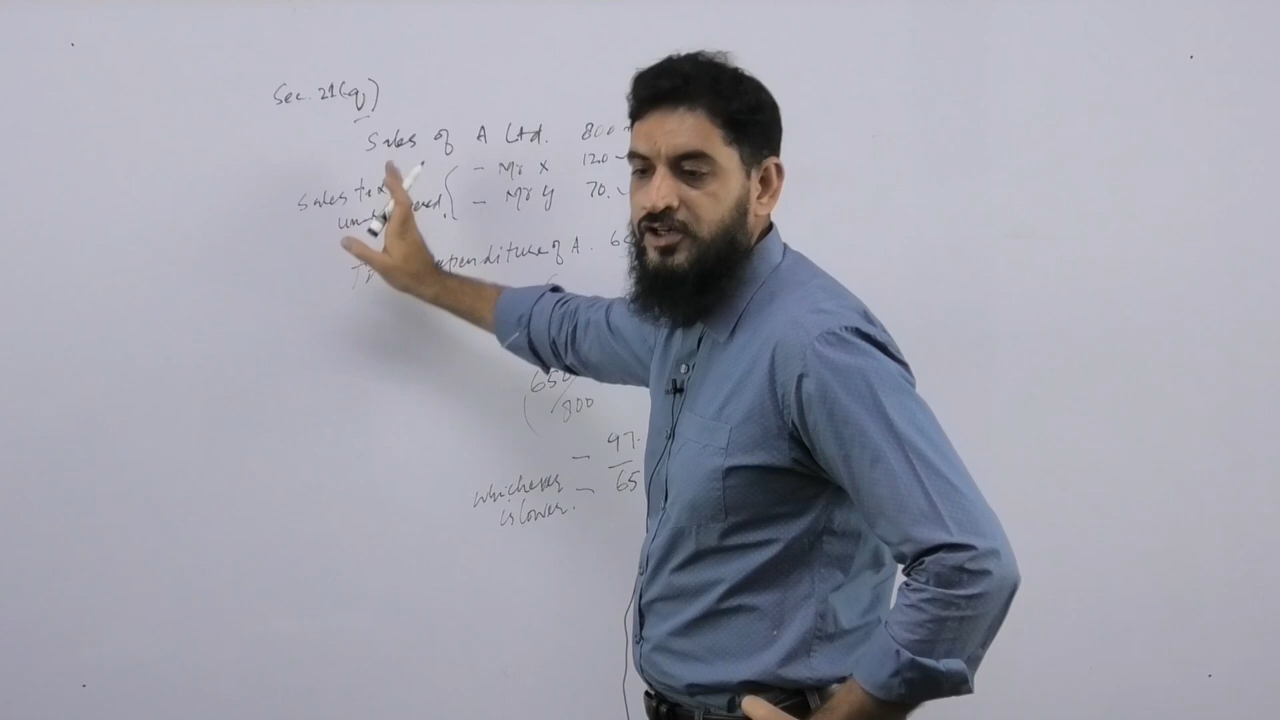 Sec. 21(q)
Sales of A Ltd. 800
Sales tax { - Mr X 120
- Mr Y 70.
expenditure of A. 65
650
/800
- 97.
65
whichever -
is lower.